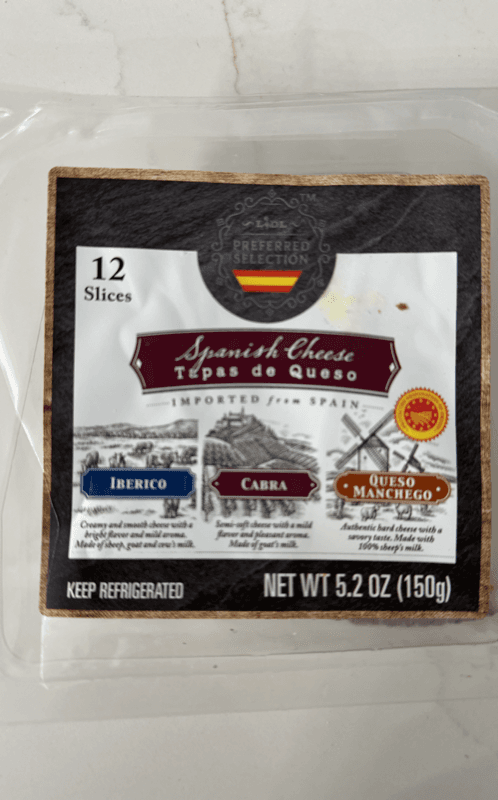 LIDL
PREFERRED
SELECTION
TM
12
Slices
Spanish Cheese
Tapas de Queso
IMPORTED from SPAIN
IBERICO
Creamy and smooth cheese with a
bright flavor and mild aroma.
Made of sheep, goat and cow's milk.
CABRA
Semi-soft cheese with a mild
flavor and pleasant aroma.
Made of goat's milk.
QUESO
MANCHEGO
Authentic hard cheese with a
savory taste. Made with
100% sheep's milk.
KEEP REFRIGERATED
NET WT 5.2 OZ (150g)